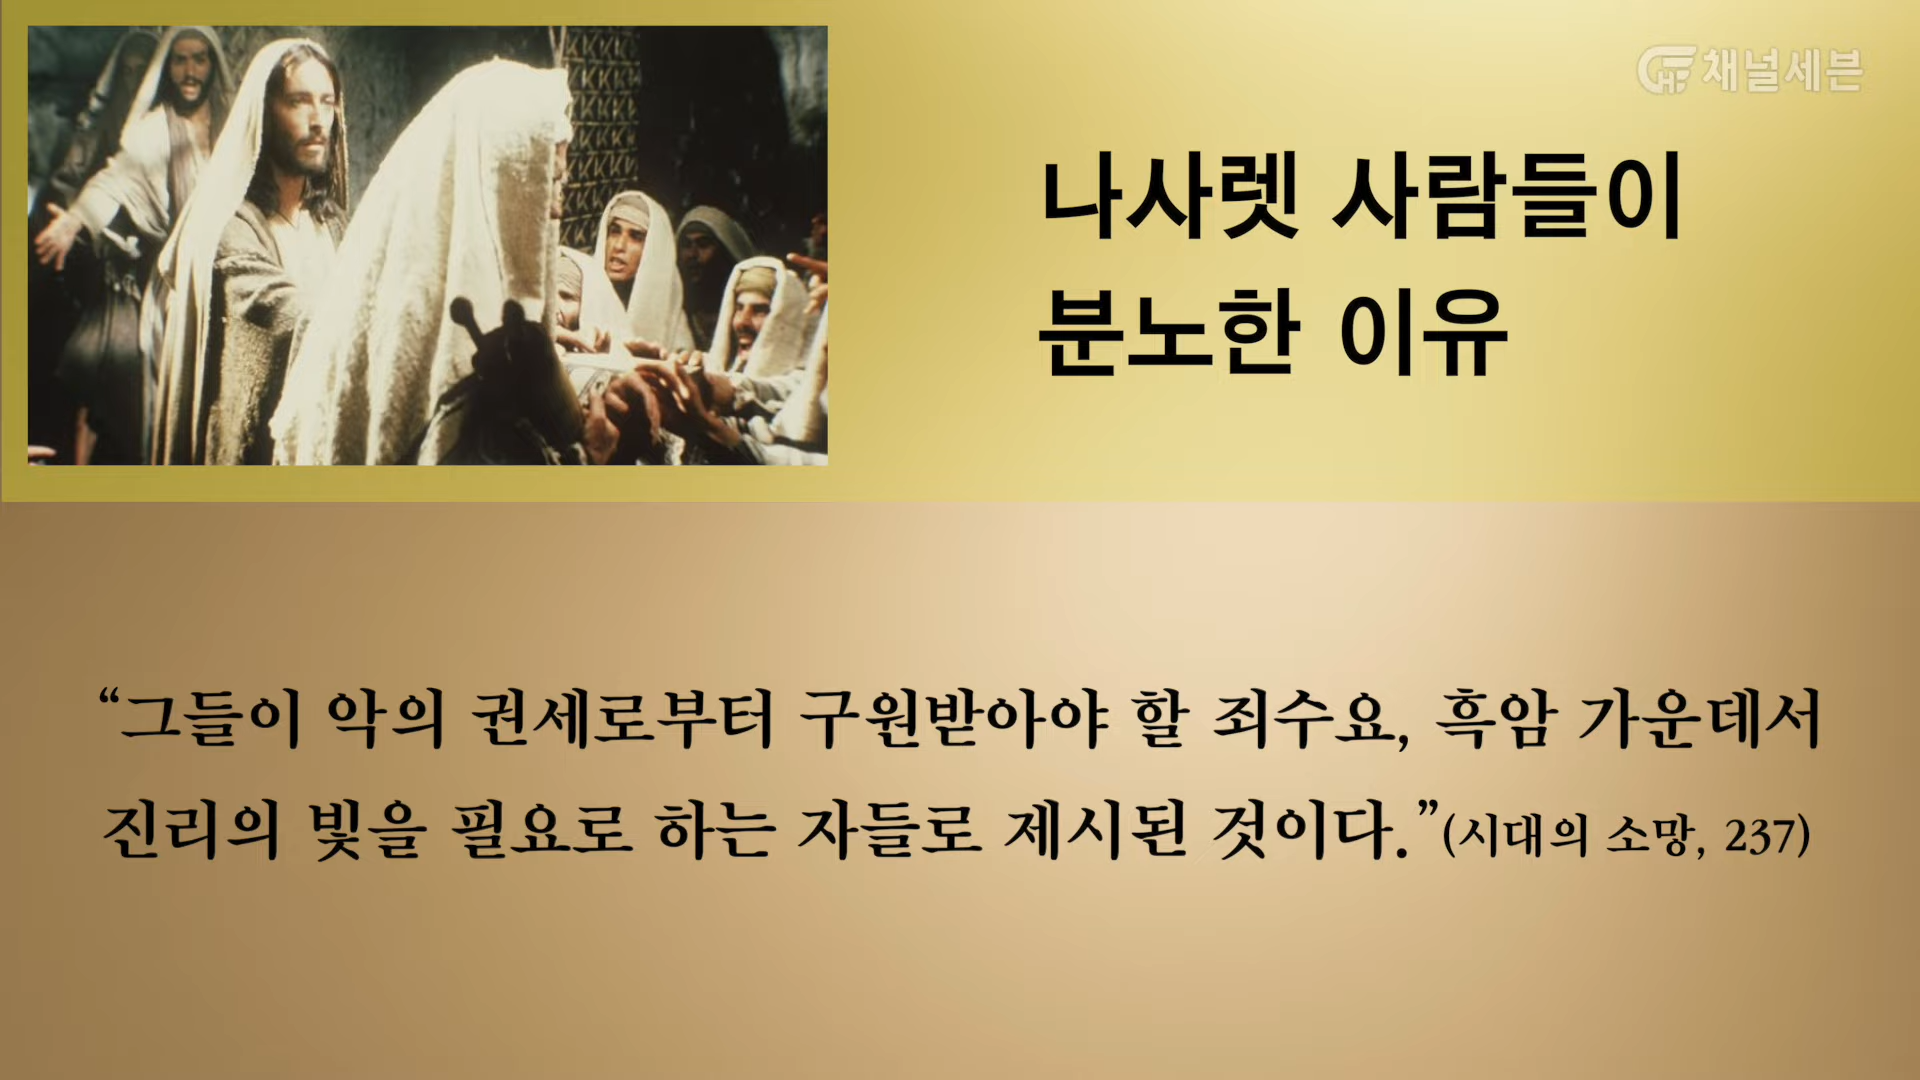 채널세븐
나사렛 사람들이
분노한 이유
“그들이 악의 권세로부터 구원받아야 할 죄수요, 흑암 가운데서
진리의 빛을 필요로 하는 자들로 제시된 것이다.”(시대의 소망, 237)